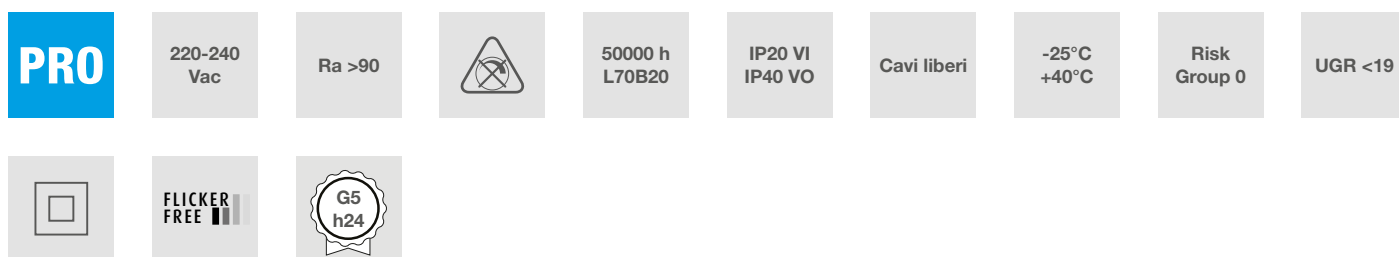 PRO
220-240
Vac
Ra >90
50000 h
L70B20
IP20 VI
IP40 VO
Cavi liberi
-25°C
+40°C
Risk
Group 0
UGR <19
FLICKER
FREE
G5
h24